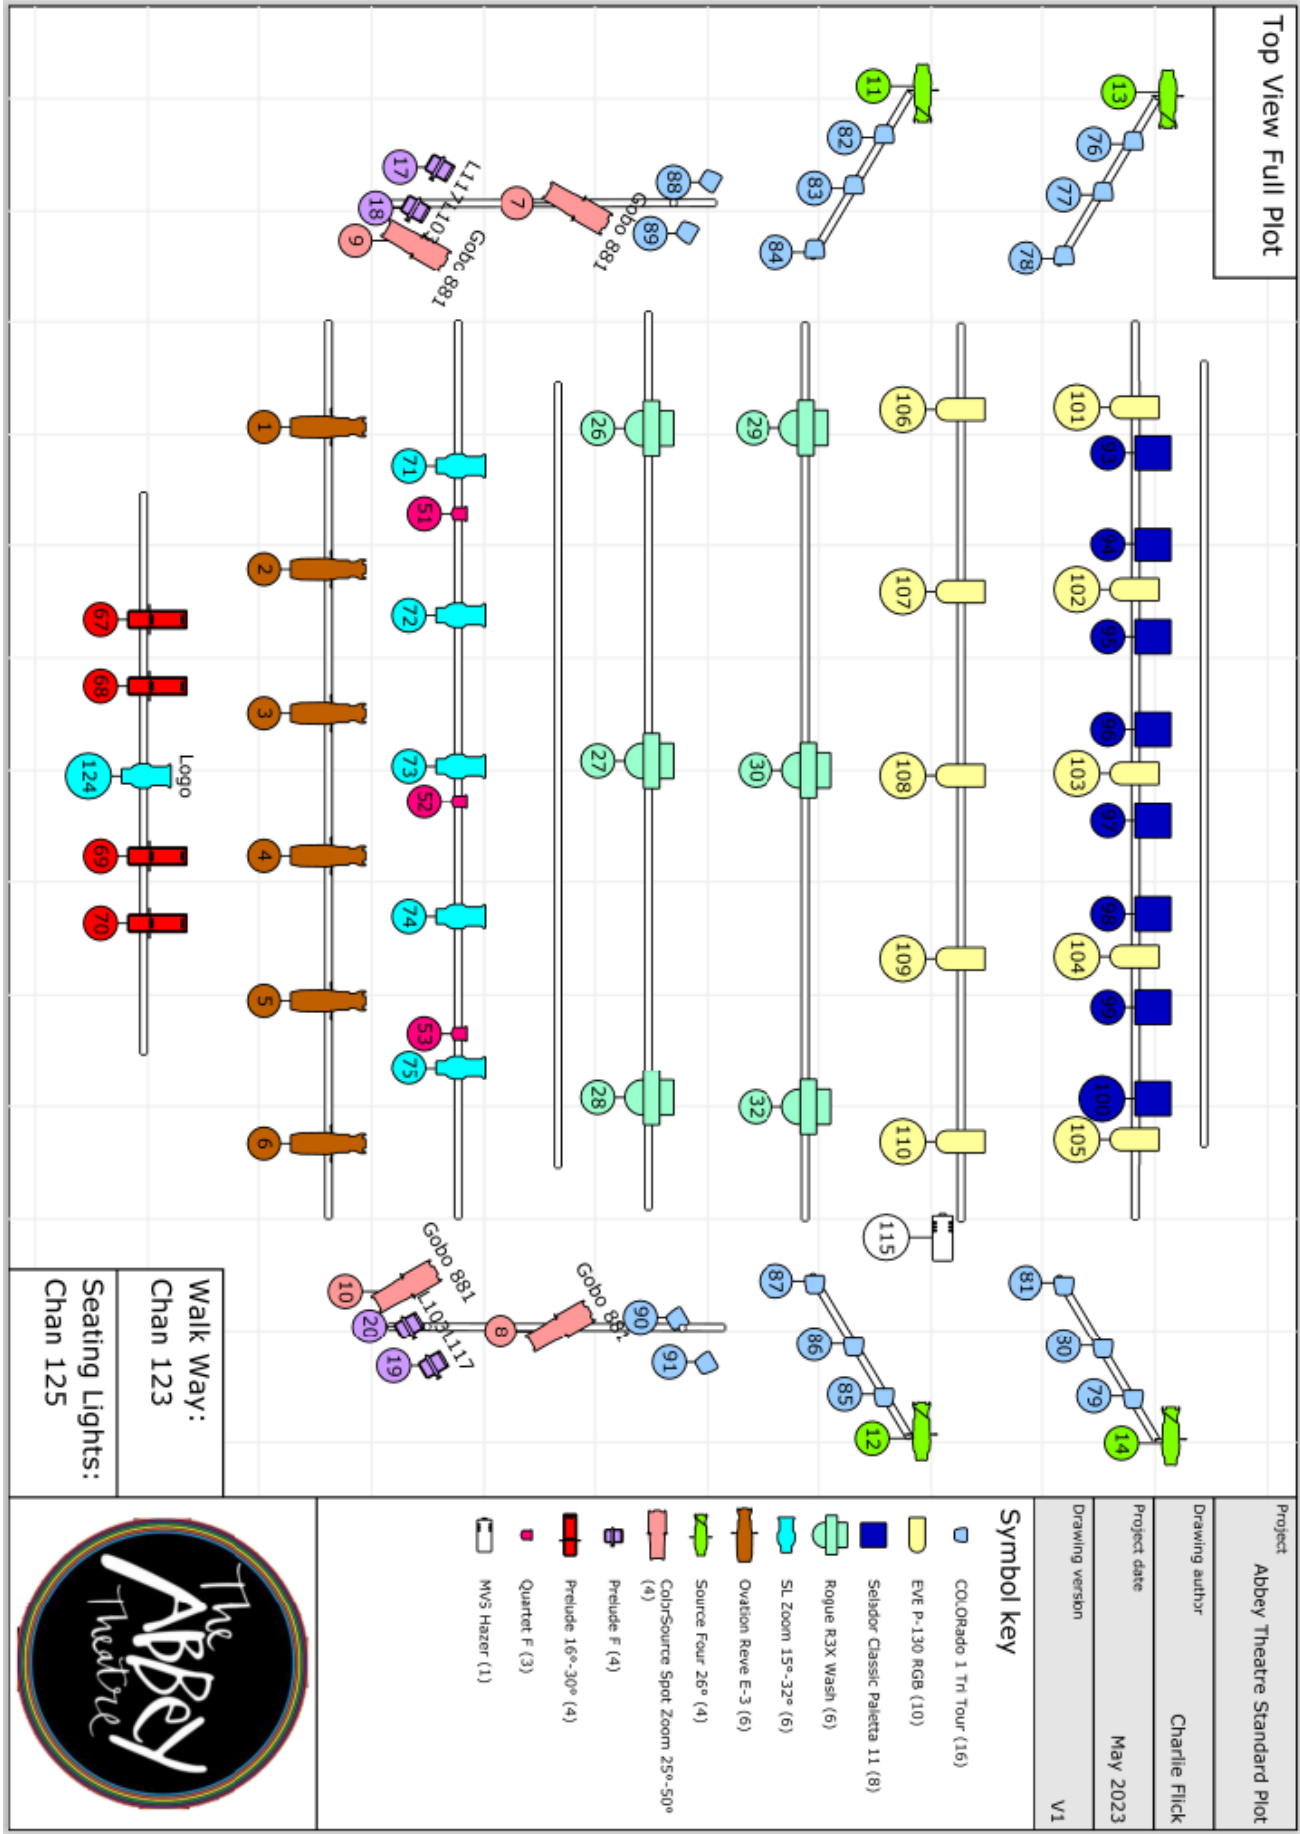 Top View Full Plot
13
76
77
78
81
80
79
14
101
93
94
102
95
96
103
97
98
104
99
100
105
11
82
83
84
106
107
108
109
110
115
87
86
85
12
29
30
32
88
89
26
27
28
90
91
Gobo 881
7
Gobo
8
L117
L103
Gobo 881
17
18
9
71
51
72
73
52
74
53
75
Gobo 881
L103
L117
10
20
19
1
2
3
4
5
6
Logo
67
68
124
69
70
Walk Way:
Chan 123
Seating Lights:
Chan 125
Project
Abbey Theatre Standard Plot
Drawing author
Charlie Flick
Project date
May 2023
Drawing version
V1
Symbol key
COLORado 1 Tri Tour (16)
EVE P-130 RGB (10)
Selador Classic Paletta 11 (8)
Rogue R3X Wash (6)
SL Zoom 15°-32° (6)
Ovation Reve E-3 (6)
Source Four 26° (4)
ColorSource Spot Zoom 25°-50°
(4)
Prelude F (4)
Prelude 16°-30° (4)
Quartet F (3)
MVS Hazer (1)
The
ABBEY
Theatre